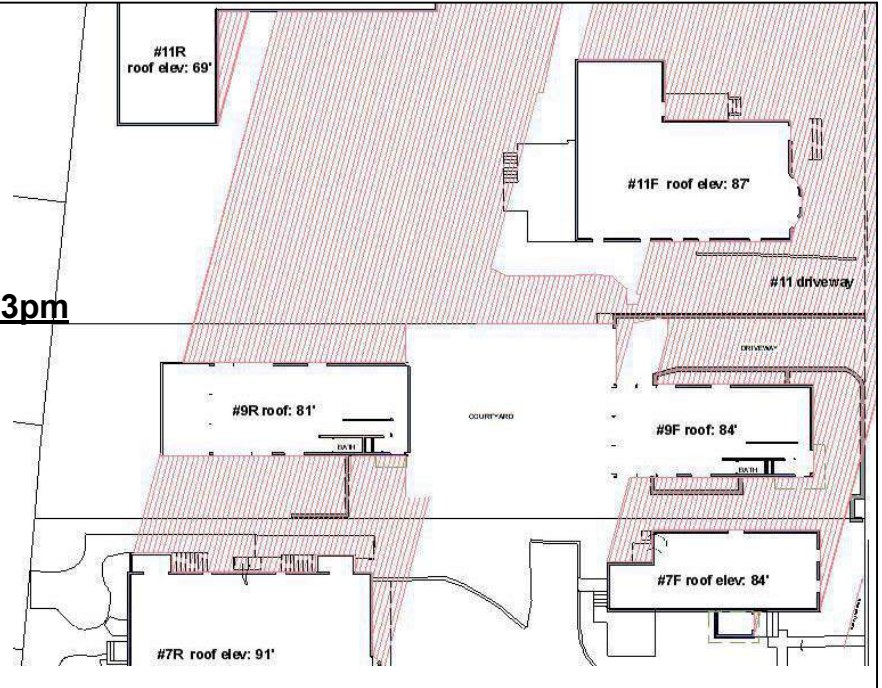 #11R
roof elev: 69'
#11F roof elev: 87'
#11 driveway
3pm
DRIVEWAY
#9R roof: 81'
COURTYARD
#9F roof: 84'
BATH
BATH
#7F roof elev: 84'
#7R roof elev: 91'